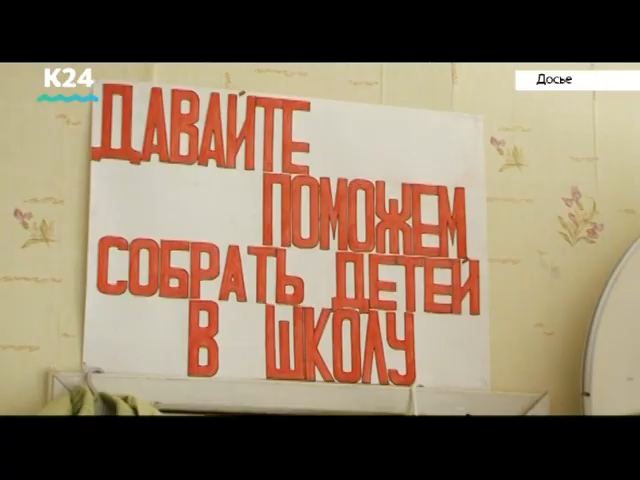 К24
Досье
ДАВАЙТЕ
ПОМОЖЕМ
СОБРАТЬ ДЕТЕЙ
В ШКОЛУ